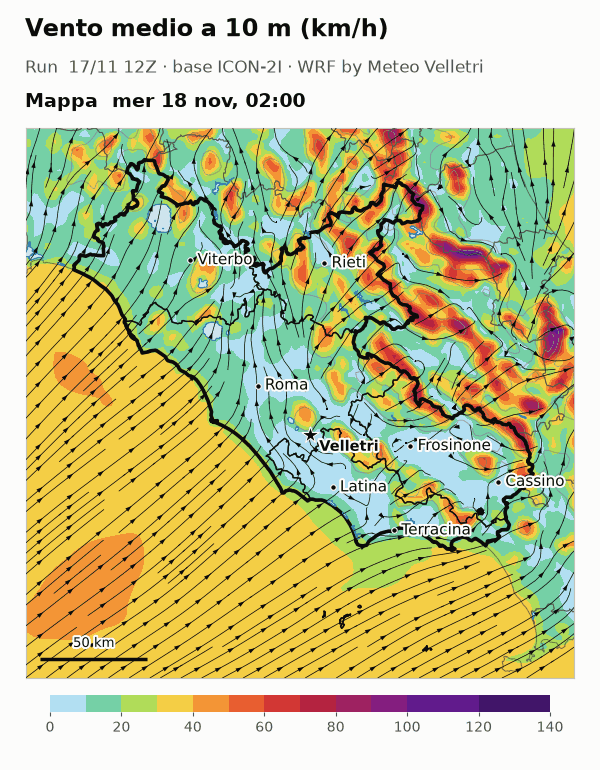 Vento medio a 10 m (km/h)
Run  17/11 12Z · base ICON-2I · WRF by Meteo Velletri
Mappa  mer 18 nov, 02:00
Viterbo
Rieti
Roma
Velletri
Frosinone
Cassino
Latina
Terracina
50 km
0 20 40 60 80 100 120 140